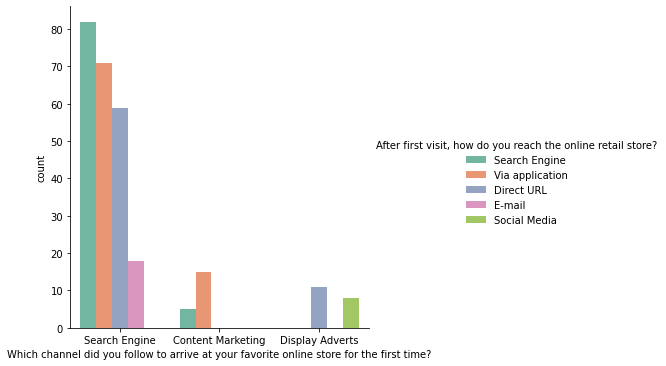 80
70
60
50
40
30
20
10
0
count
Search Engine
Content Marketing
Display Adverts
Which channel did you follow to arrive at your favorite online store for the first time?
After first visit, how do you reach the online retail store?
Search Engine
Via application
Direct URL
E-mail
Social Media